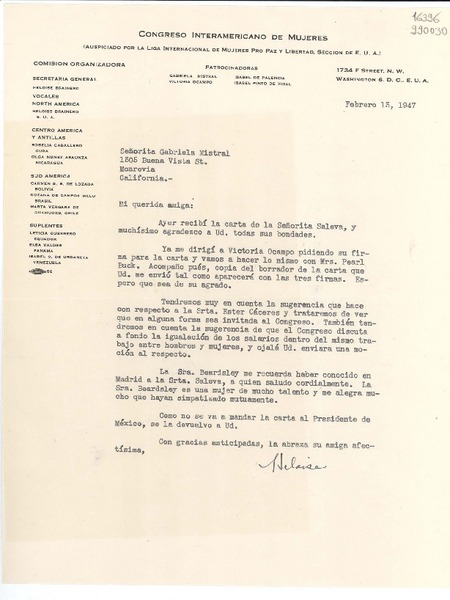 16396
990030
CONGRESO INTERAMERICANO DE MUJERES
(AUSPICIADO POR LA LIGA INTERNACIONAL DE MUJERES PRO PAZ Y LIBERTAD, SECCION DE E. U. A.)
COMISION ORGANIZADORA
SECRETARIA GENERAL
HELOISE BRAINERD
VOCALES
NORTH AMERICA
HELOISE BRAINERD
E. U. A.
CENTRO AMERICA
Y ANTILLAS
ROSELIA CABALLERO
CUBA
OLGA NUÑEZ ABAUNZA
NICARAGUA
SUD AMERICA
CARMEN S. B. DE LOZADA
BOLIVIA
ROZANA DE CAMPOS MELLO
BRASIL
MARTA VERGARA DE
CHAMUDES, CHILE
SUPLENTES
LETICIA GUERRERO
ECUADOR
ELSA VALDES
PANAMA
ISABEL V. DE URDANETA
VENEZUELA
PATROCINADORAS
GABRIELA MISTRAL ISABEL DE PALENCIA
VICTORIA OCAMPO ISABEL PINTO DE VIDAL
1734 F STREET, N. W.
WASHINGTON 6, D. C., E. U. A.
Febrero 13, 1947
Señorita Gabriela Mistral
1305 Buena Vista St.
Monrovia
California.-
Mi querida amiga:
Ayer recibí la carta de la Señorita Saleva, y
muchísimo agradezco a Ud. todas sus bondades.
Ya me dirigí a Victoria Ocampo pidiendo su fir-
ma para la carta y vamos a hacer lo mismo con Mrs. Pearl
Buck. Acompaño pués, copia del borrador de la carta que
Ud. me envió tal como aparecerá con las tres firmas. Es-
pero que sea de su agrado.
Tendremos muy en cuenta la sugerencia que hace
con respecto a la Srta. Ester Cáceres y trataremos de ver
que en alguna forma sea invitada al Congreso. También ten-
dremos en cuenta la sugerencia de que el Congreso discuta
a fondo la igualación de los salarios dentro del mismo tra-
bajo entre hombres y mujeres, y ojalá Ud. enviara una mo-
ción al respecto.
La Sra. Beardsley me recuerda haber conocido en
Madrid a la Srta. Saleva, a quien saludo cordialmente. La
Sra. Beardsley es una mujer de mucho talento y me alegra mu-
cho que hayan simpatizado mutuamente.
Como no se va a mandar la carta al Presidente de
México, se la devuelvo a Ud.
Con gracias anticipadas, la abraza su amiga afec-
tísima,
Heloise